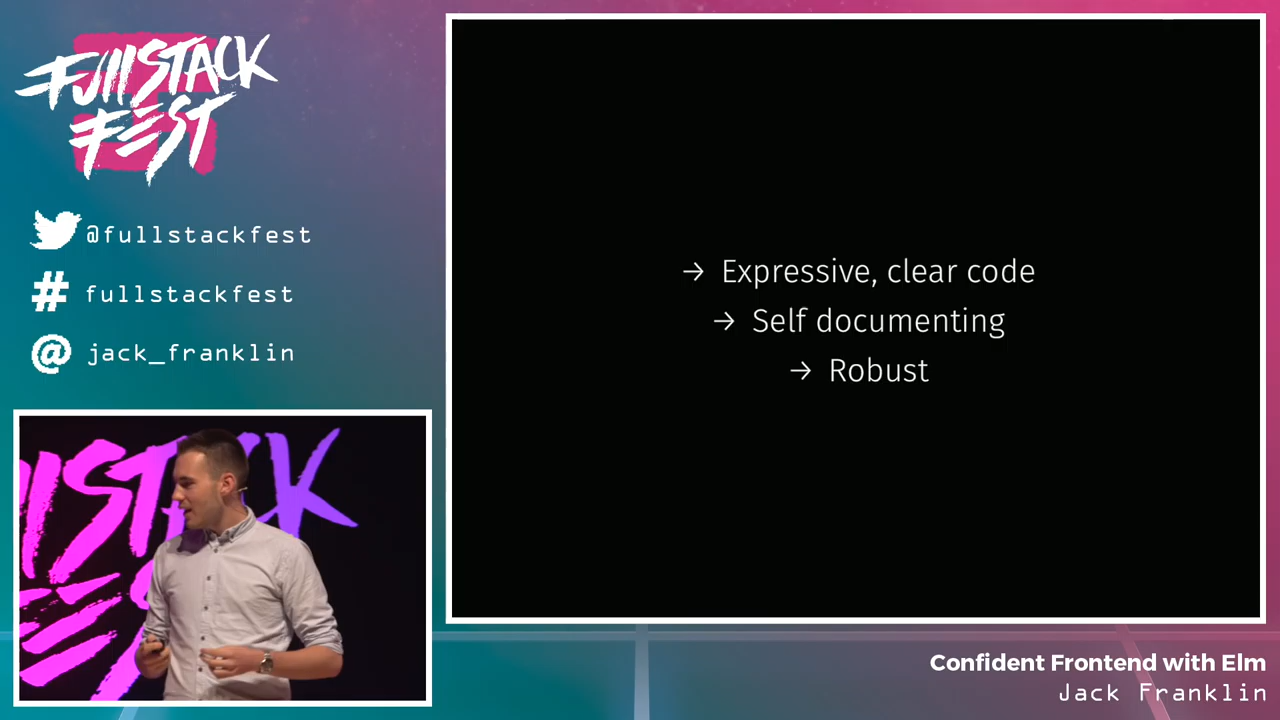 FullSTACK
FEST
@fullstackfest
# fullstackfest
@ jack_franklin
→ Expressive, clear code
→ Self documenting
→ Robust
Confident Frontend with Elm
Jack Franklin